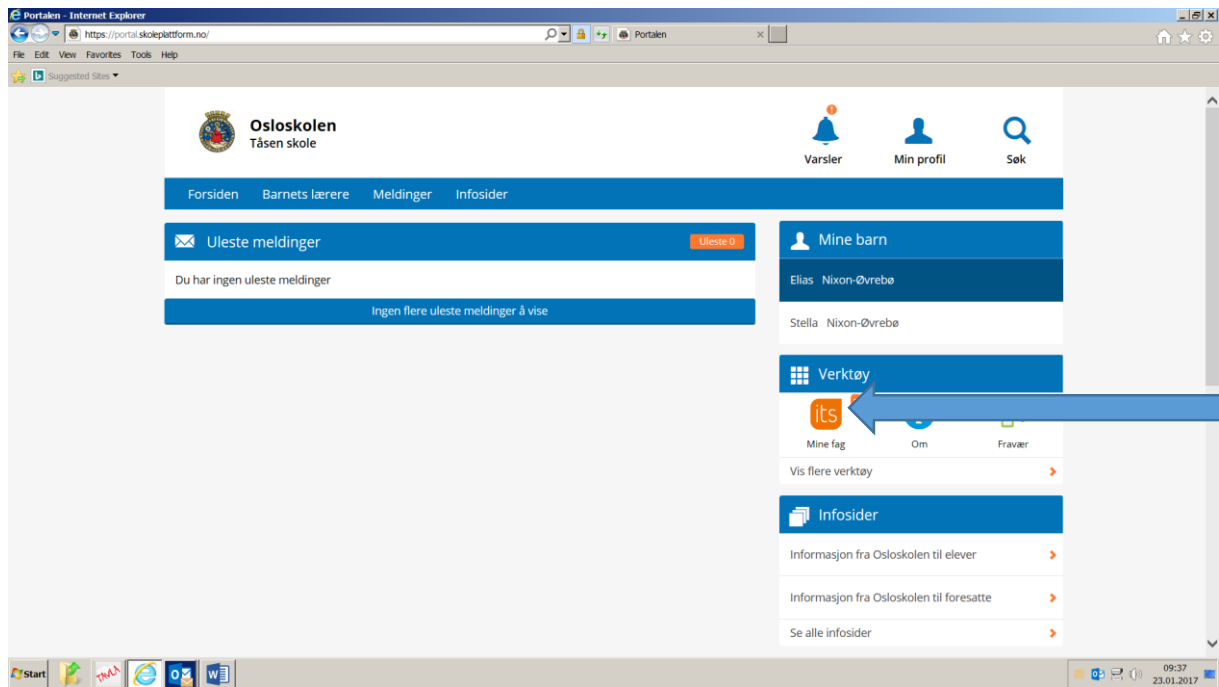 Portalen - Internet Explorer
https://portal.skoleplattform.no/
Portalen
File Edit View Favorites Tools Help
Suggested Sites
Osloskolen
Tåsen skole
Varsler Min profil Søk
Forsiden Barnets lærere Meldinger Infosider
Uleste meldinger Uleste 0
Du har ingen uleste meldinger
Ingen flere uleste meldinger å vise
Mine barn
Elias Nixon-Øvrebø
Stella Nixon-Øvrebø
Verktøy
its
Mine fag Om Fravær
Vis flere verktøy
Infosider
Informasjon fra Osloskolen til elever
Informasjon fra Osloskolen til foresatte
Se alle infosider
Start TAVLA
09:37
23.01.2017